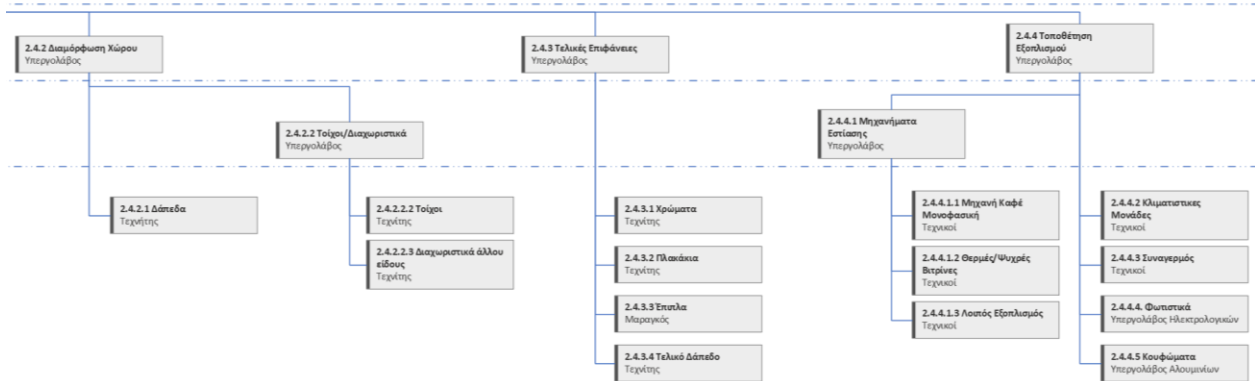 2.4.2 Διαμόρφωση Χώρου
Υπεργολάβος
2.4.3 Τελικές Επιφάνειες
Υπεργολάβος
2.4.4 Τοποθέτηση
Εξοπλισμού
Υπεργολάβος
2.4.2.2 Τοίχοι/Διαχωριστικά
Υπεργολάβος
2.4.4.1 Μηχανήματα
Εστίασης
Υπεργολάβος
2.4.2.1 Δάπεδα
Τεχνήτης
2.4.2.2.2 Τοίχοι
Τεχνίτης
2.4.2.2.3 Διαχωριστικά άλλου
είδους
Τεχνίτης
2.4.3.1 Χρώματα
Τεχνίτης
2.4.3.2 Πλακάκια
Τεχνίτης
2.4.3.3 Έπιπλα
Μαραγκός
2.4.3.4 Τελικό Δάπεδο
Τεχνίτης
2.4.4.1.1 Μηχανή Καφέ
Μονοφασική
Τεχνικοί
2.4.4.1.2 Θερμές/Ψυχρές
Βιτρίνες
Τεχνικοί
2.4.4.1.3 Λοιπός Εξοπλισμός
Τεχνικοί
2.4.4.2 Κλιματιστικες
Μονάδες
Τεχνικοί
2.4.4.3 Συναγερμός
Τεχνικοί
2.4.4.4. Φωτιστικά
Υπεργολάβος Ηλεκτρολογικών
2.4.4.5 Κουφώματα
Υπεργολάβος Αλουμινίων